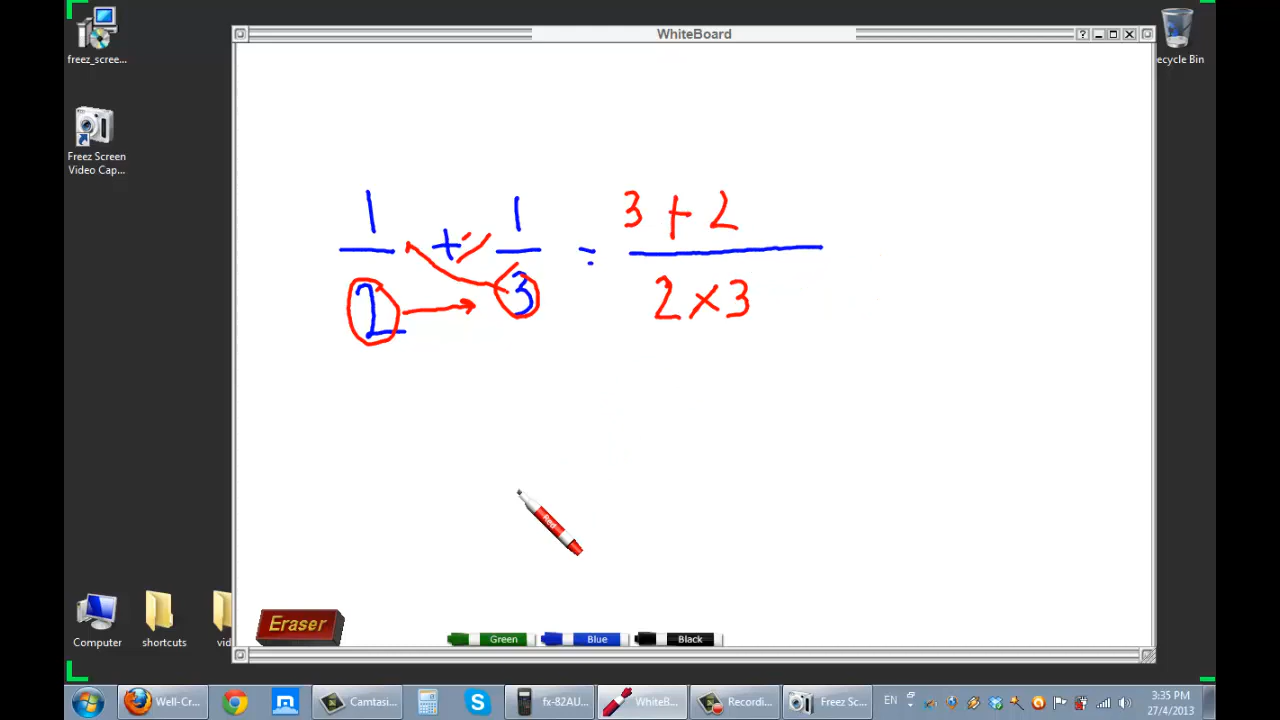 WhiteBoard
?
freez_scree...
ecycle Bin
Freez Screen
Video Cap...
1/2 + 1/3 = (3 + 2)/(2 × 3)
Red
Computer
shortcuts
vid
Eraser
Green
Blue
Black
Well-Cr...
Camtasi...
fx-82AU...
WhiteB...
Recordi...
Freez Sc...
EN
3:35 PM
27/4/2013